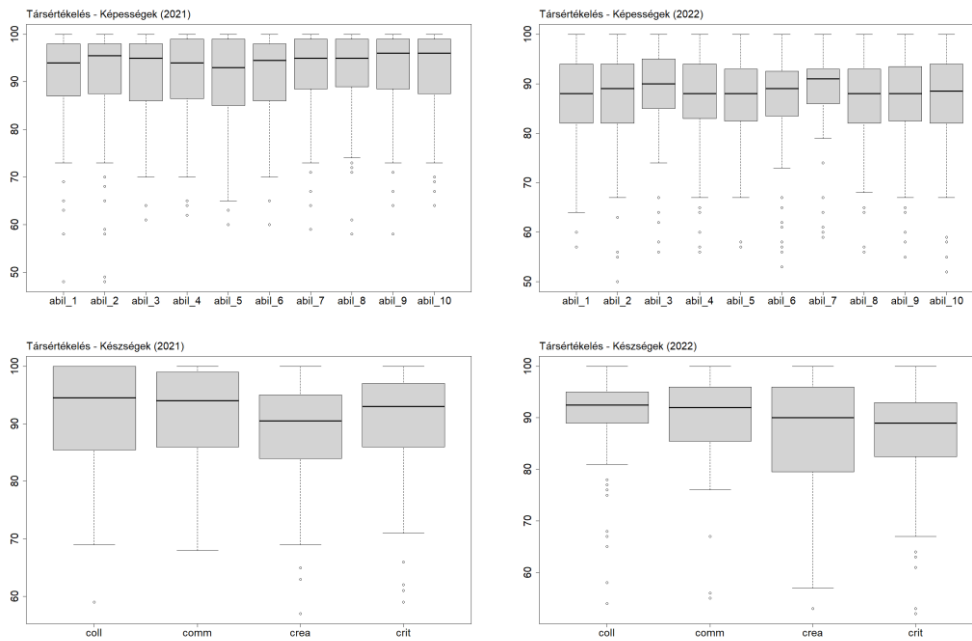 Társértékelés - Képességek (2021)
100
90
80
70
60
50
abil_1 abil_2 abil_3 abil_4 abil_5 abil_6 abil_7 abil_8 abil_9 abil_10
Társértékelés - Képességek (2022)
100
90
80
70
60
50
abil_1 abil_2 abil_3 abil_4 abil_5 abil_6 abil_7 abil_8 abil_9 abil_10
Társértékelés - Készségek (2021)
100
90
80
70
60
coll comm crea crit
Társértékelés - Készségek (2022)
100
90
80
70
60
coll comm crea crit